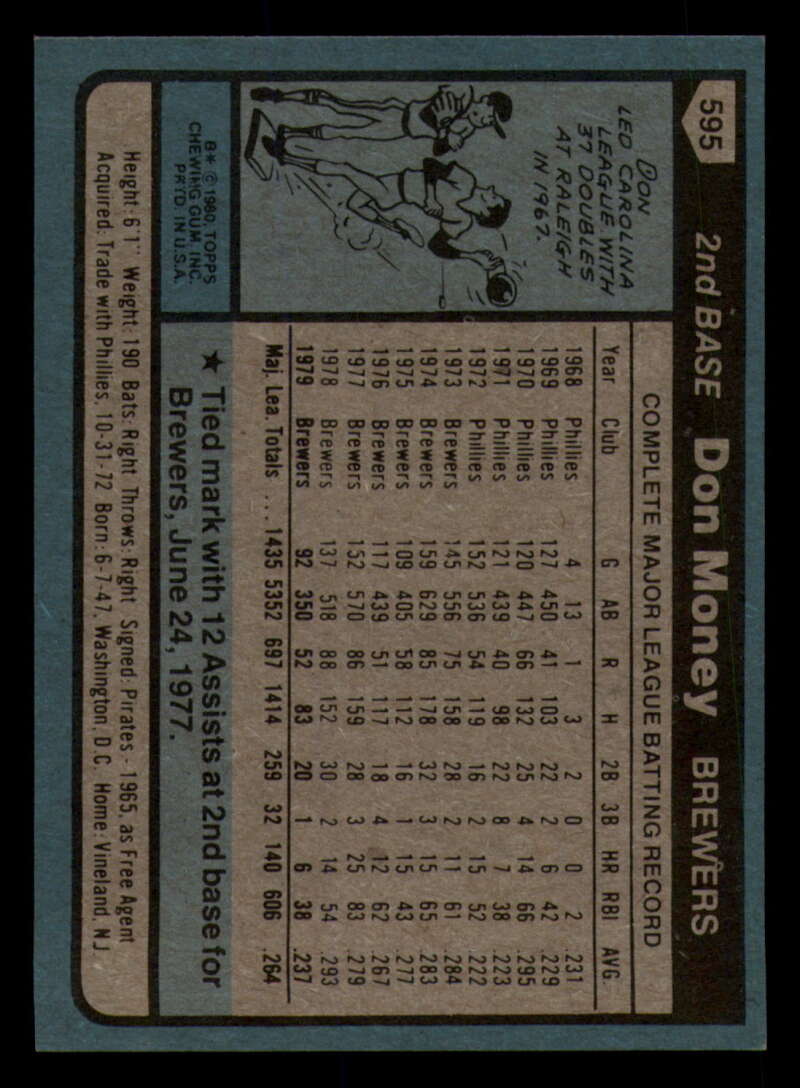 595
2nd BASE Don Money BREWERS
DON
LED CAROLINA
LEAGUE WITH
37 DOUBLES
AT RALEIGH
IN 1967.
B* © 1980, TOPPS
CHEWING GUM, INC.
PRTD. IN U.S.A.
COMPLETE MAJOR LEAGUE BATTING RECORD
Year Club G AB R H 2B 3B HR RBI AVG.
1968 Phillies 4 13 1 3 2 0 0 2 .231
1969 Phillies 127 450 41 103 22 2 6 42 .229
1970 Phillies 120 447 66 132 25 4 14 66 .295
1971 Phillies 121 439 40 98 22 8 7 38 .223
1972 Phillies 152 536 54 119 16 2 15 52 .222
1973 Brewers 145 556 75 158 28 2 11 61 .284
1974 Brewers 159 629 85 178 32 3 15 65 .283
1975 Brewers 109 405 58 112 16 1 15 43 .277
1976 Brewers 117 439 51 117 18 4 12 62 .267
1977 Brewers 152 570 86 159 28 3 25 83 .279
1978 Brewers 137 518 88 152 30 2 14 54 .293
1979 Brewers 92 350 52 83 20 1 6 38 .237
Maj. Lea. Totals ... 1435 5352 697 1414 259 32 140 606 .264
★ Tied mark with 12 Assists at 2nd base for
Brewers, June 24, 1977.
Height: 6'1" Weight: 190 Bats: Right Throws: Right Signed: Pirates - 1965, as Free Agent
Acquired: Trade with Phillies, 10-31-72 Born: 6-7-47, Washington, D.C. Home: Vineland, N.J.